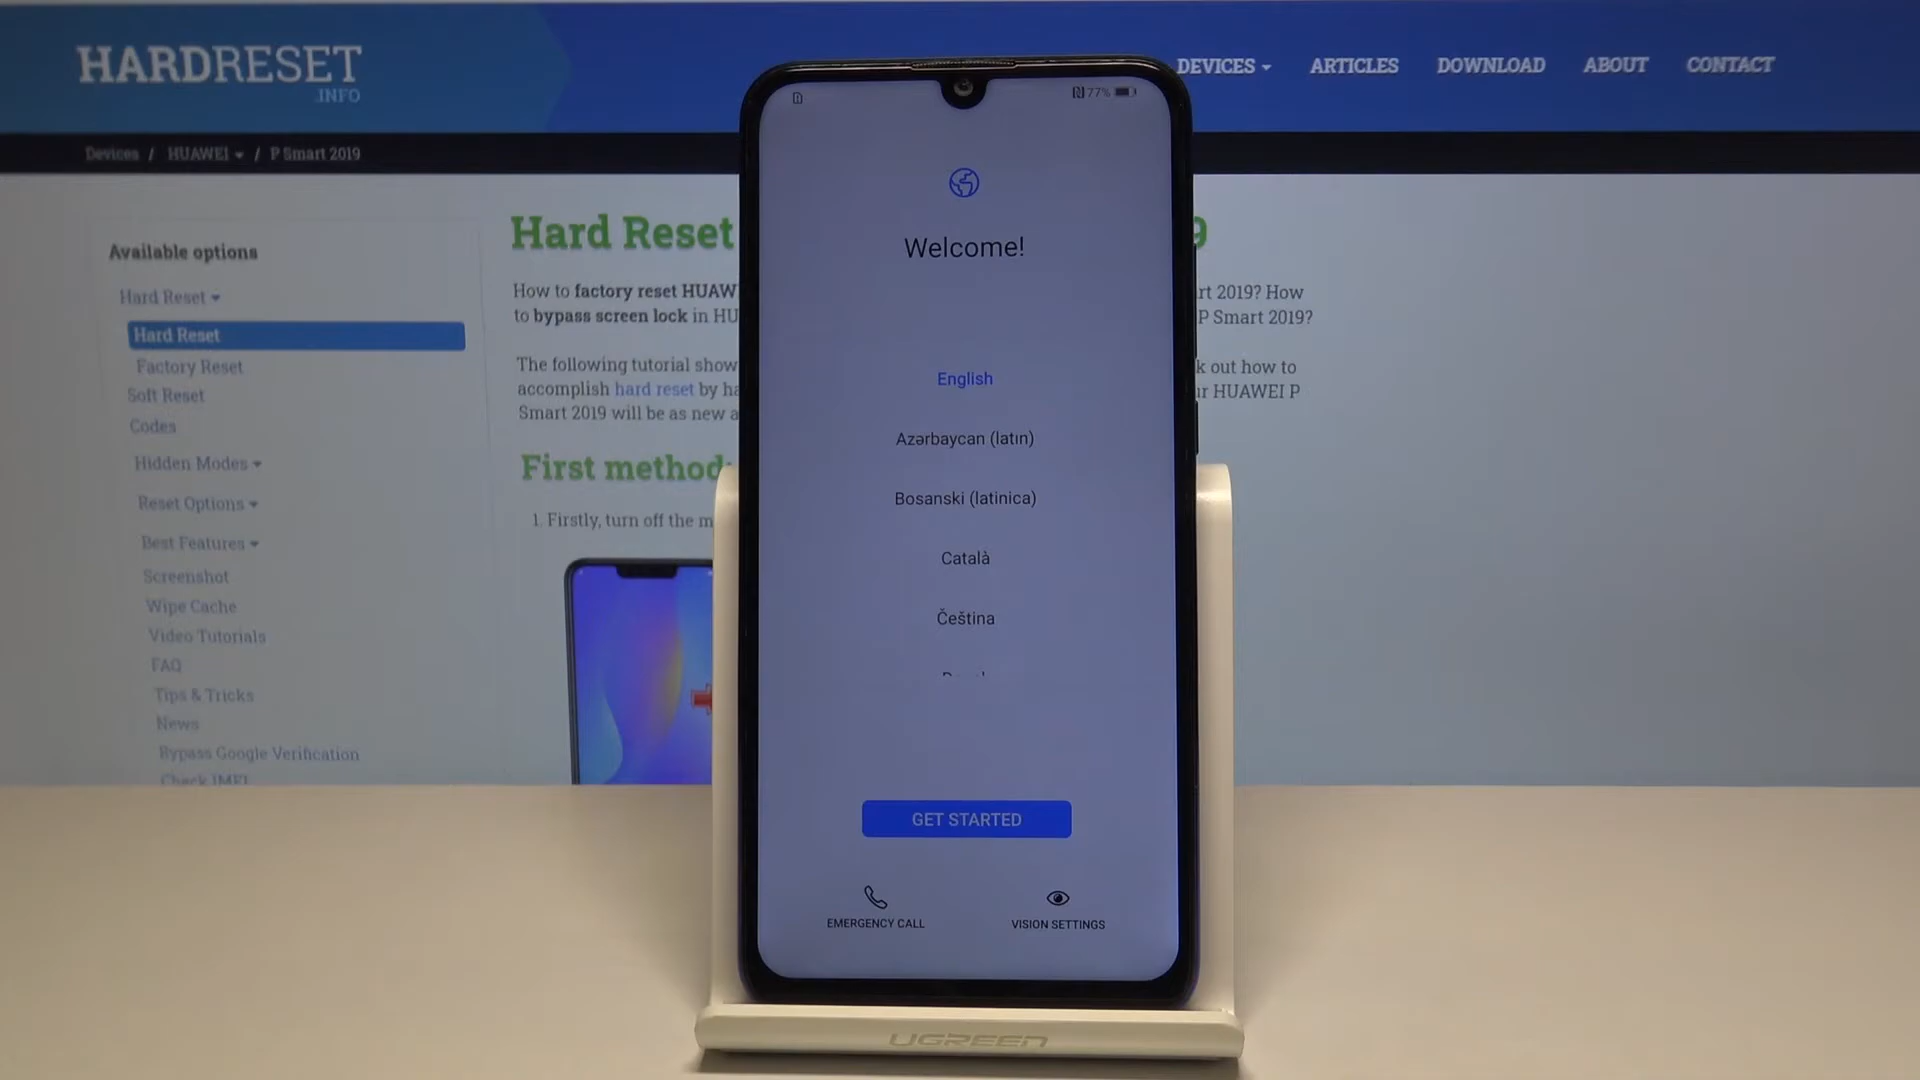 HARDRESET
.INFO
DEVICES
ARTICLES
DOWNLOAD
ABOUT
CONTACT
Devices / HUAWEI / P Smart 2019
Available options
Hard Reset
Hard Reset
Factory Reset
Soft Reset
Codes
Hidden Modes
Reset Options
Best Features
Screenshot
Wipe Cache
Video Tutorials
FAQ
Tips & Tricks
News
Bypass Google Verification
Check IMEI
Hard Reset 9
How to factory reset HUAW rt 2019? How
to bypass screen lock in HU P Smart 2019?
The following tutorial show k out how to
accomplish hard reset by ha ur HUAWEI P
Smart 2019 will be as new a
First method:
1. Firstly, turn off the m
77%
Welcome!
English
Azərbaycan (latın)
Bosanski (latinica)
Català
Čeština
GET STARTED
EMERGENCY CALL
VISION SETTINGS
UGREEN